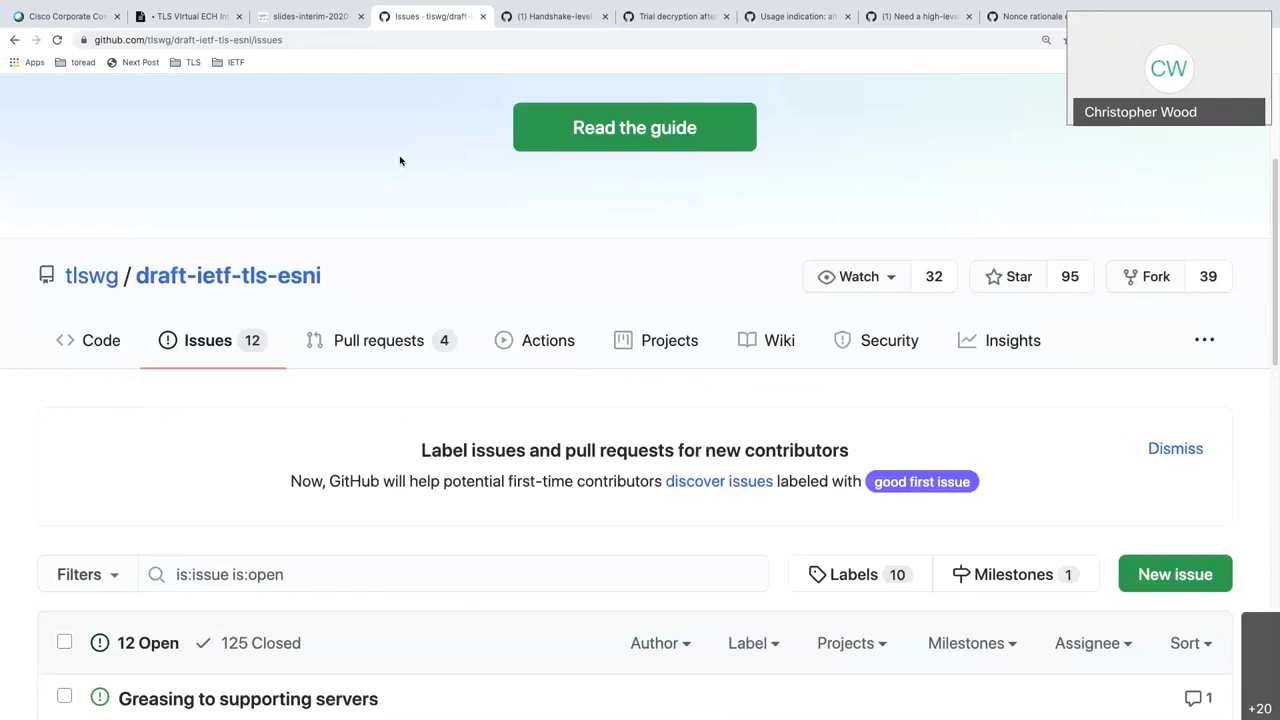 Cisco Corporate Con
• TLS Virtual ECH Int
slides-interim-2020-
Issues · tlswg/draft-i
(1) Handshake-level
Trial decryption after
Usage indication: alt
(1) Need a high-leve
Nonce rationale
github.com/tlswg/draft-ietf-tls-esni/issues
Apps
toread
Next Post
TLS
IETF
CW
Christopher Wood
Read the guide
tlswg / draft-ietf-tls-esni
Watch 32
Star 95
Fork 39
Code
Issues 12
Pull requests 4
Actions
Projects
Wiki
Security
Insights
Label issues and pull requests for new contributors
Dismiss
Now, GitHub will help potential first-time contributors discover issues labeled with good first issue
Filters
is:issue is:open
Labels 10
Milestones 1
New issue
12 Open
125 Closed
Author
Label
Projects
Milestones
Assignee
Sort
Greasing to supporting servers
1
+20